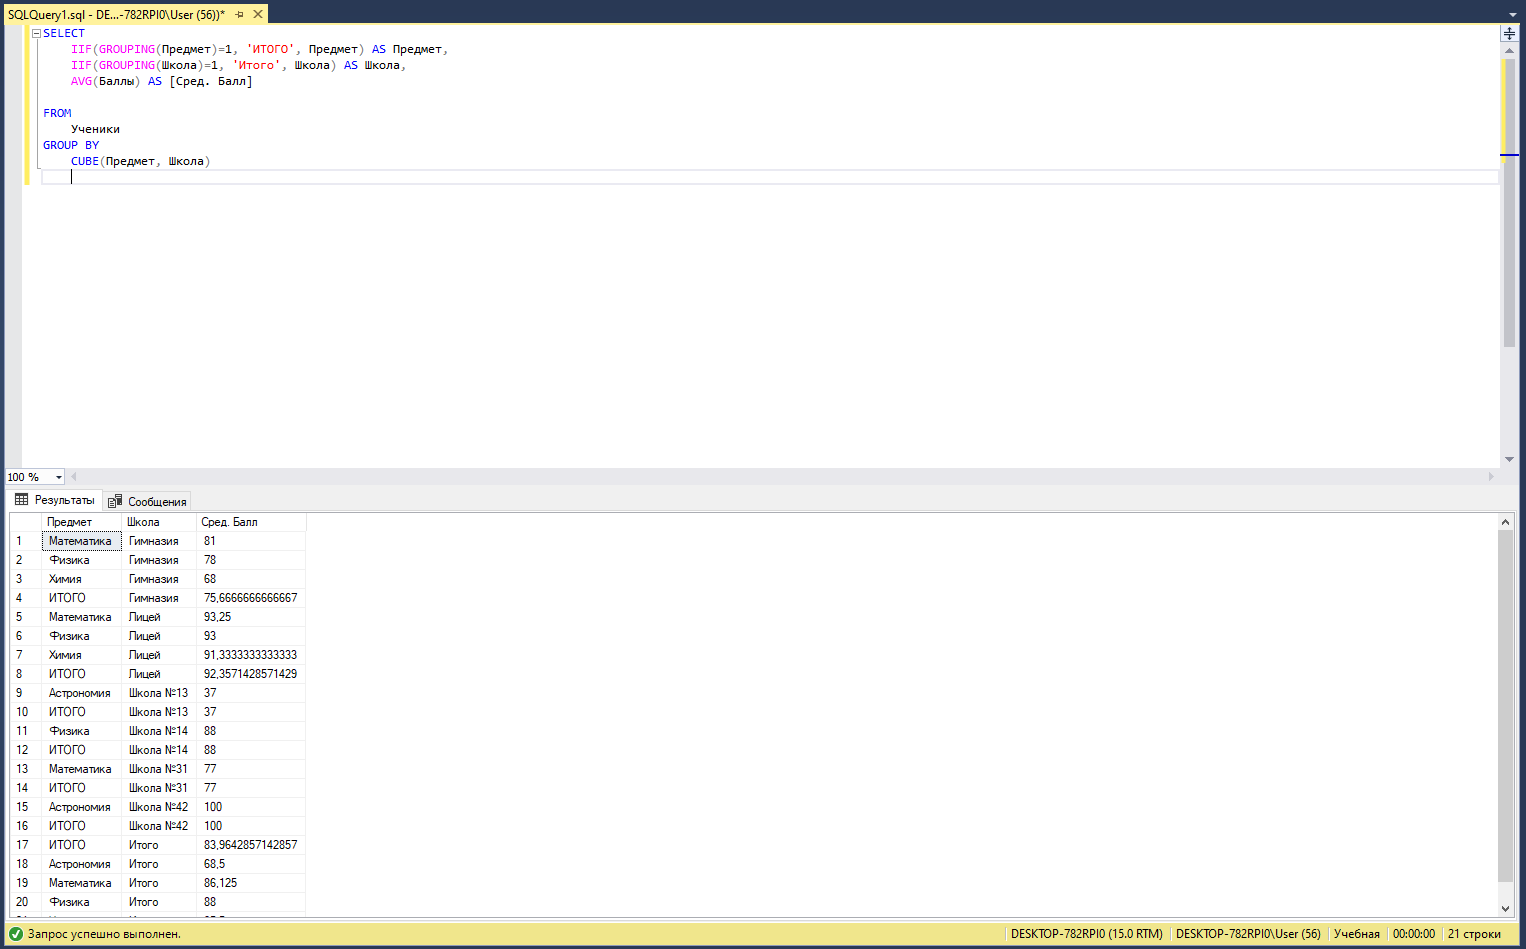 SQLQuery1.sql - DE...-782RPI0\User (56))*
SELECT
IIF(GROUPING(Предмет)=1, 'ИТОГО', Предмет) AS Предмет,
IIF(GROUPING(Школа)=1, 'Итого', Школа) AS Школа,
AVG(Баллы) AS [Сред. Балл]
FROM
Ученики
GROUP BY
CUBE(Предмет, Школа)
100 %
Результаты Сообщения
Предмет Школа Сред. Балл
1 Математика Гимназия 81
2 Физика Гимназия 78
3 Химия Гимназия 68
4 ИТОГО Гимназия 75,6666666666667
5 Математика Лицей 93,25
6 Физика Лицей 93
7 Химия Лицей 91,3333333333333
8 ИТОГО Лицей 92,3571428571429
9 Астрономия Школа №13 37
10 ИТОГО Школа №13 37
11 Физика Школа №14 88
12 ИТОГО Школа №14 88
13 Математика Школа №31 77
14 ИТОГО Школа №31 77
15 Астрономия Школа №42 100
16 ИТОГО Школа №42 100
17 ИТОГО Итого 83,9642857142857
18 Астрономия Итого 68,5
19 Математика Итого 86,125
20 Физика Итого 88
Запрос успешно выполнен. DESKTOP-782RPI0 (15.0 RTM) DESKTOP-782RPI0\User (56) Учебная 00:00:00 21 строки